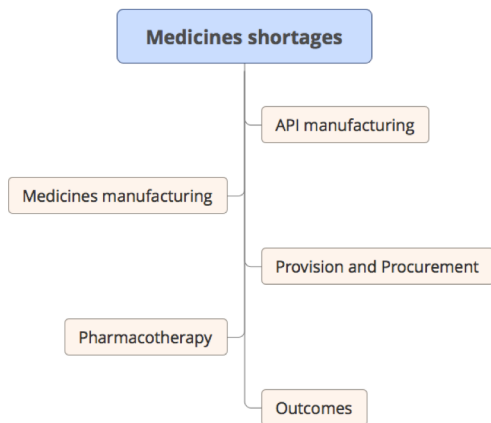 Medicines shortages
API manufacturing
Medicines manufacturing
Provision and Procurement
Pharmacotherapy
Outcomes